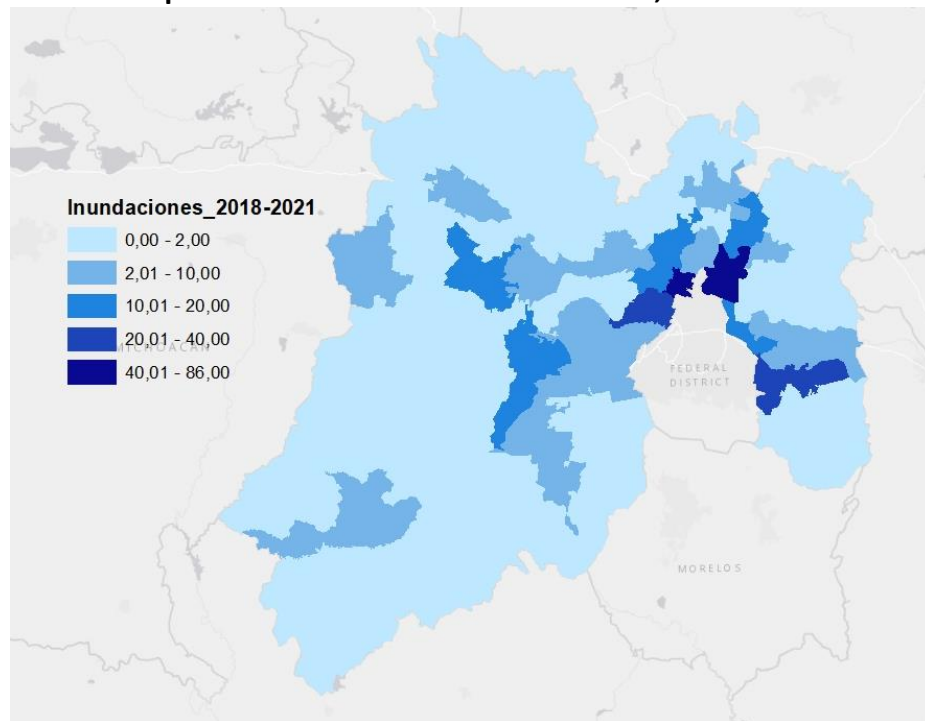 Inundaciones_2018-2021
0,00 - 2,00
2,01 - 10,00
10,01 - 20,00
20,01 - 40,00
40,01 - 86,00
MICHOACÁN
FEDERAL
DISTRICT
MORELOS